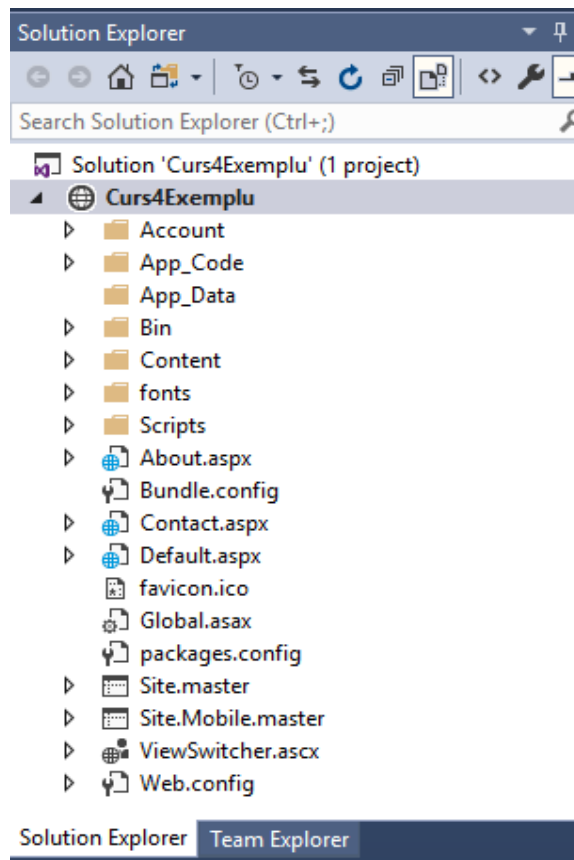 Solution Explorer
Search Solution Explorer (Ctrl+;)
Solution 'Curs4Exemplu' (1 project)
Curs4Exemplu
Account
App_Code
App_Data
Bin
Content
fonts
Scripts
About.aspx
Bundle.config
Contact.aspx
Default.aspx
favicon.ico
Global.asax
packages.config
Site.master
Site.Mobile.master
ViewSwitcher.ascx
Web.config
Solution Explorer Team Explorer